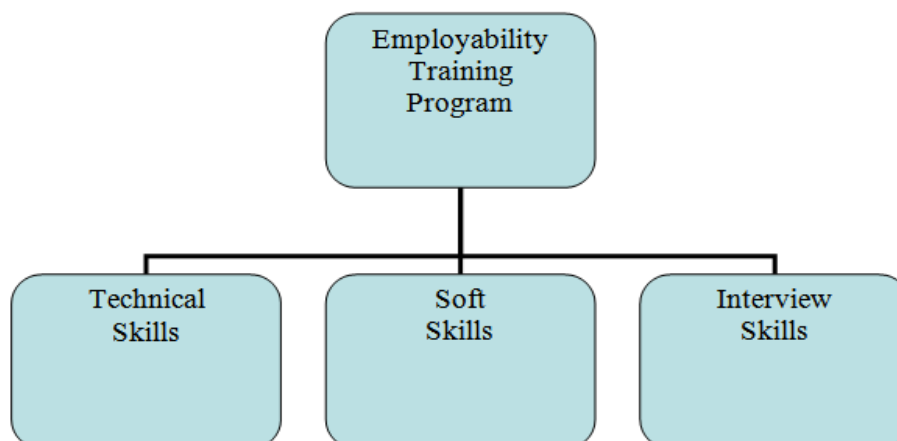 Employability
Training
Program
Technical
Skills
Soft
Skills
Interview
Skills